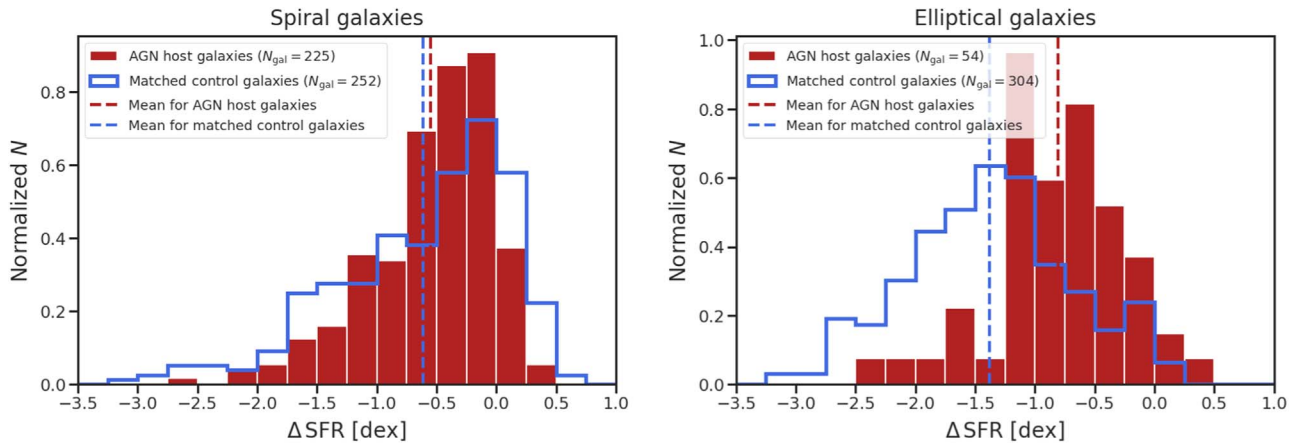 Spiral galaxies
AGN host galaxies (N_gal = 225)
Matched control galaxies (N_gal = 252)
Mean for AGN host galaxies
Mean for matched control galaxies
Normalized N
0.8
0.6
0.4
0.2
0.0
−3.5 −3.0 −2.5 −2.0 −1.5 −1.0 −0.5 0.0 0.5 1.0
Δ SFR [dex]
Elliptical galaxies
AGN host galaxies (N_gal = 54)
Matched control galaxies (N_gal = 304)
Mean for AGN host galaxies
Mean for matched control galaxies
Normalized N
1.0
0.8
0.6
0.4
0.2
0.0
−3.5 −3.0 −2.5 −2.0 −1.5 −1.0 −0.5 0.0 0.5 1.0
Δ SFR [dex]